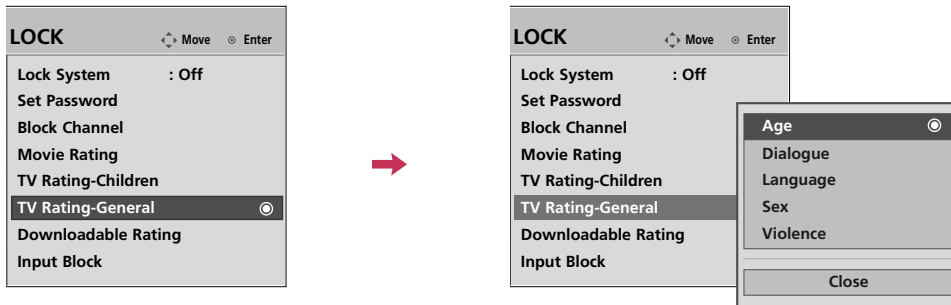 LOCK
Move Enter
Lock System : Off
Set Password
Block Channel
Movie Rating
TV Rating-Children
TV Rating-General
Downloadable Rating
Input Block
LOCK
Move Enter
Lock System : Off
Set Password
Block Channel
Movie Rating
TV Rating-Children
TV Rating-General
Downloadable Rating
Input Block
Age
Dialogue
Language
Sex
Violence
Close